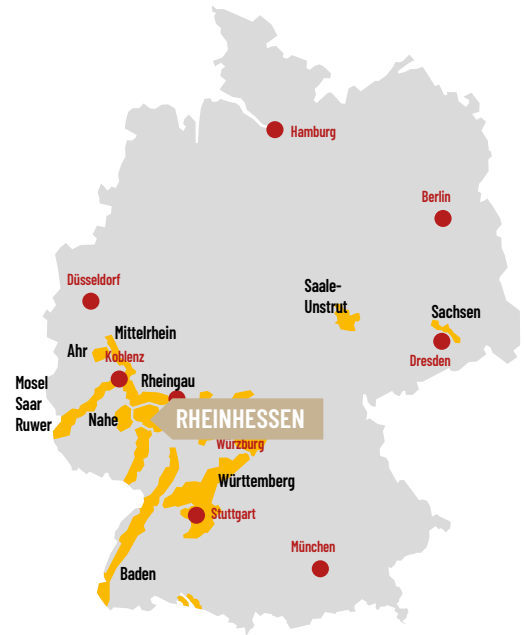 Hamburg
Berlin
Düsseldorf
Saale-
Unstrut
Sachsen
Mittelrhein
Ahr
Koblenz
Dresden
Mosel
Saar
Ruwer
Rheingau
Nahe
RHEINHESSEN
Würzburg
Württemberg
Stuttgart
München
Baden